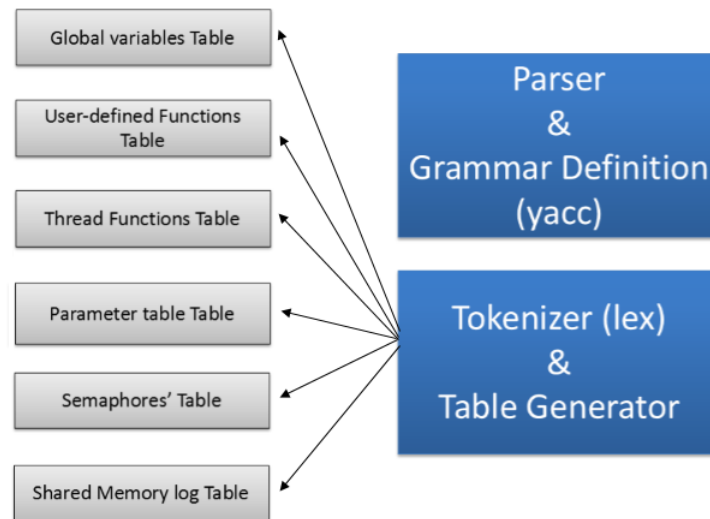 Global variables Table
User-defined Functions
Table
Thread Functions Table
Parameter table Table
Semaphores’ Table
Shared Memory log Table
Parser
&
Grammar Definition
(yacc)
Tokenizer (lex)
&
Table Generator